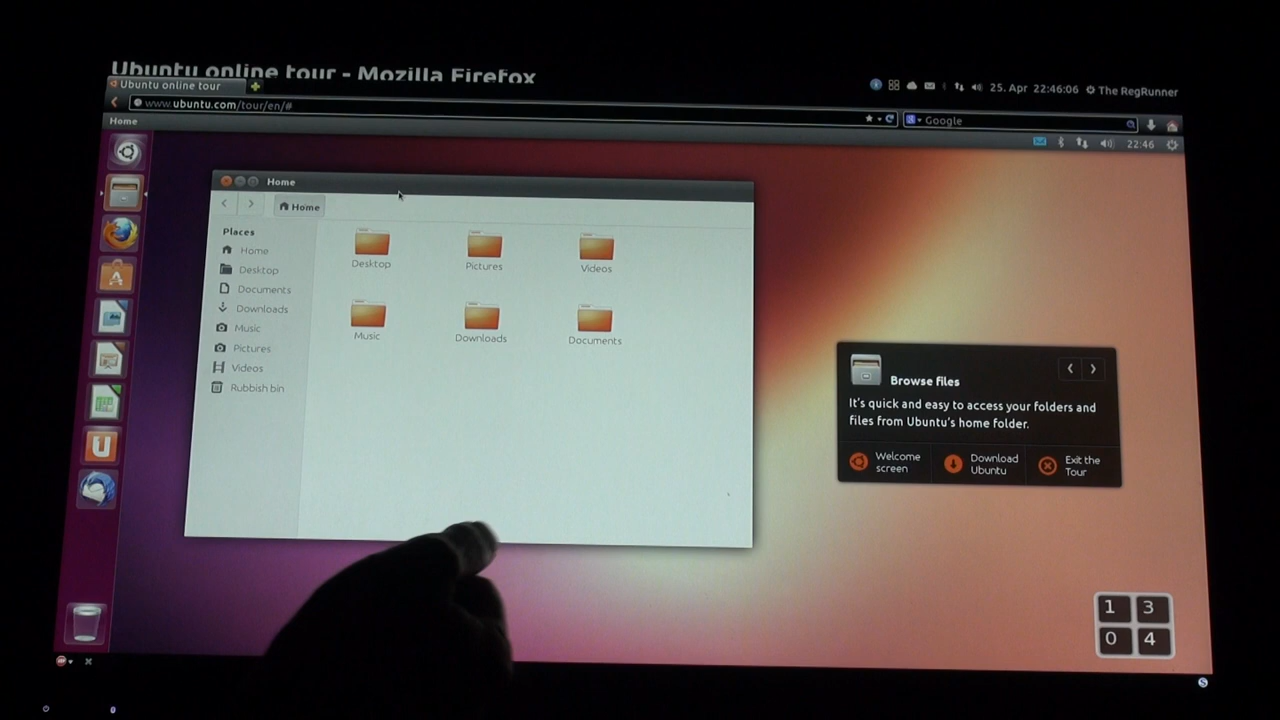 Ubuntu online tour - Mozilla Firefox
Ubuntu online tour
25. Apr 22:46:06 The RegRunner
www.ubuntu.com/tour/en/#
Google
Home
22:46
Home
Home
Places
Home
Desktop
Documents
Downloads
Music
Pictures
Videos
Rubbish bin
Desktop
Pictures
Videos
Music
Downloads
Documents
Browse files
It's quick and easy to access your folders and
files from Ubuntu's home folder.
Welcome
screen
Download
Ubuntu
Exit the
Tour
1 3
0 4